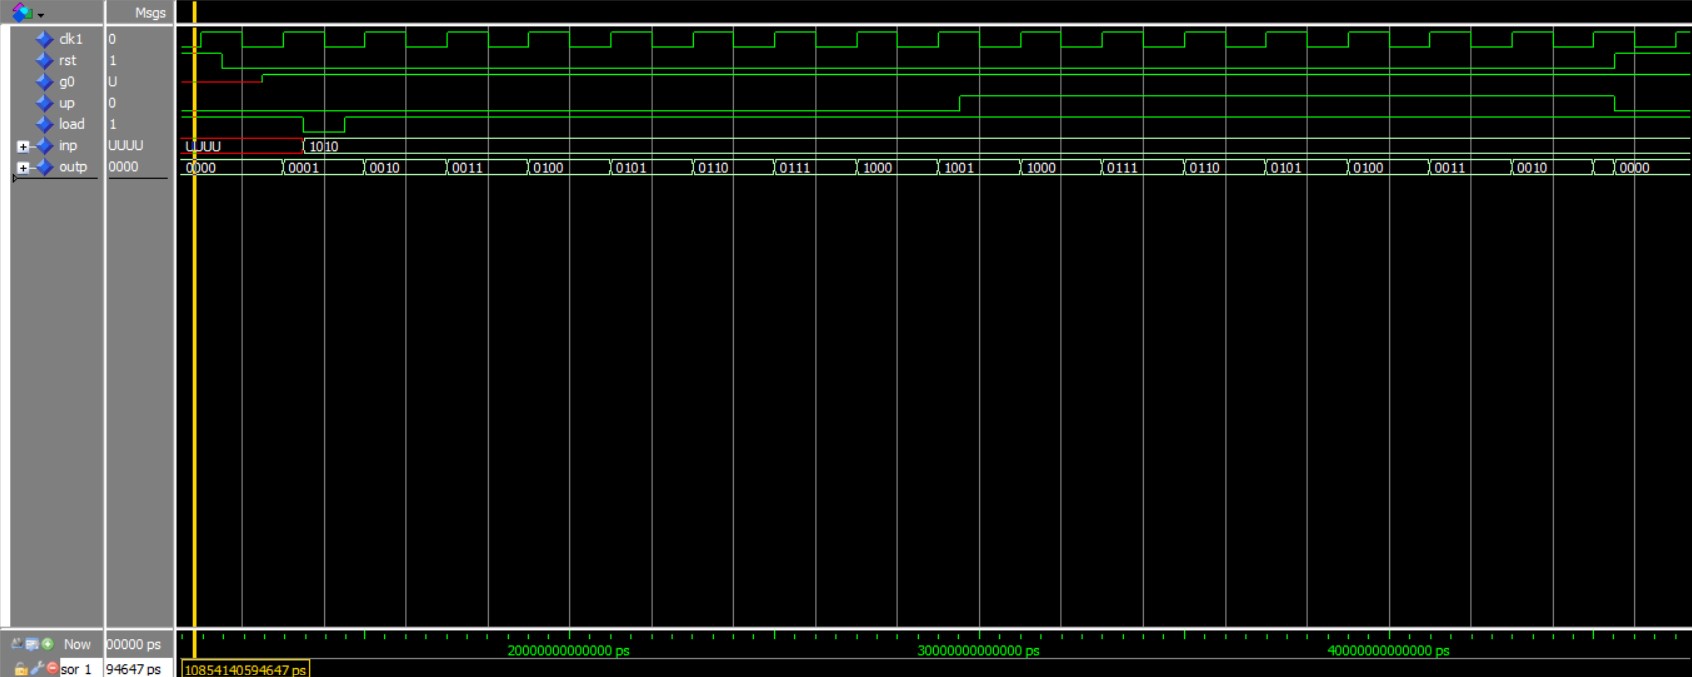 Msgs
clk1 0
rst 1
g0 U
up 0
load 1
inp UUUU UUUU 1010
outp 0000 0000 0001 0010 0011 0100 0101 0110 0111 1000 1001 1000 0111 0110 0101 0100 0011 0010 0000
Now 00000 ps 20000000000000 ps 30000000000000 ps 40000000000000 ps
sor 1 94647 ps 10854140594647 ps